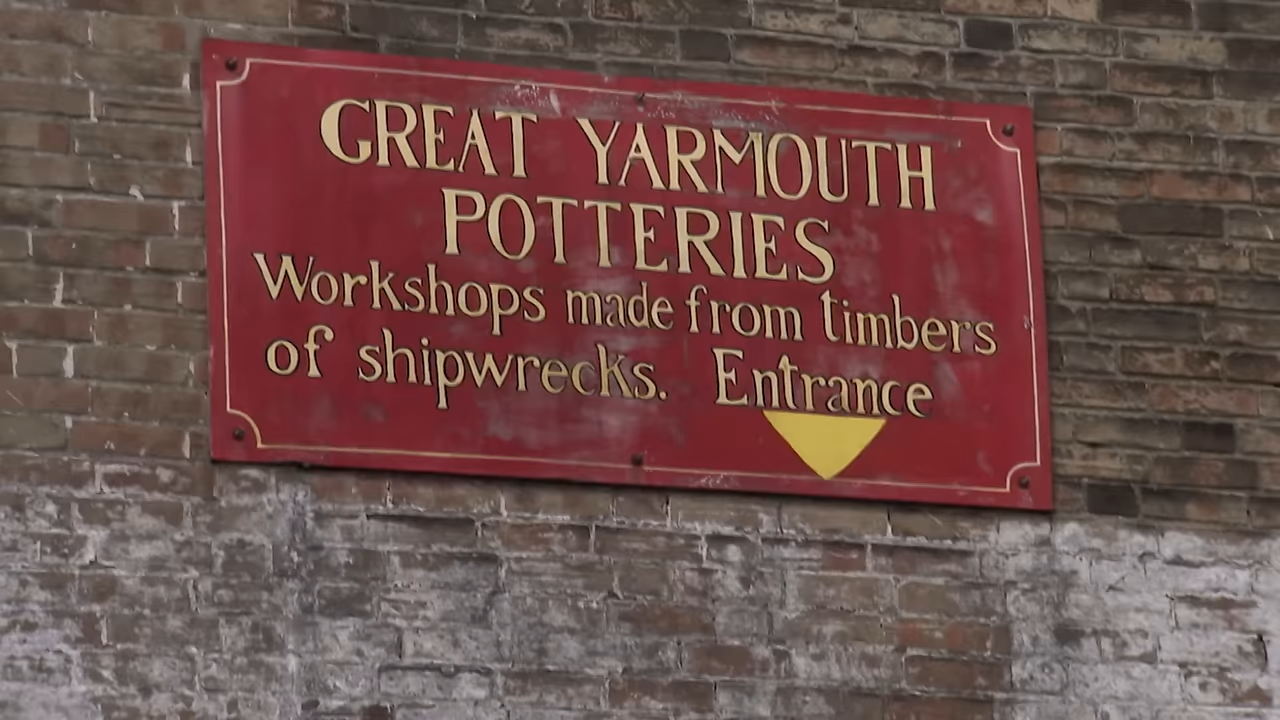 GREAT YARMOUTH
POTTERIES
Workshops made from timbers
of shipwrecks. Entrance